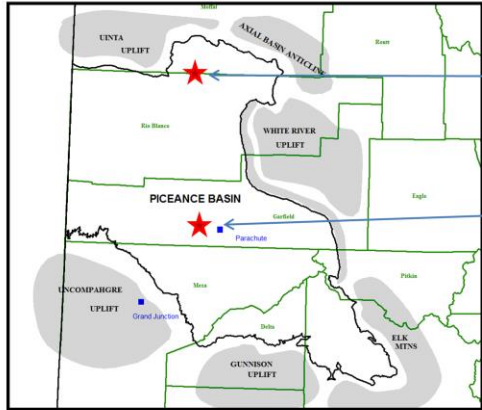 Moffat
UINTA
UPLIFT
AXIAL BASIN ANTICLINE
Routt
Rio Blanco
WHITE RIVER
UPLIFT
Eagle
PICEANCE BASIN
Garfield
Parachute
Pitkin
Mesa
UNCOMPAHGRE
UPLIFT
Grand Junction
Delta
ELK
MTNS
GUNNISON
UPLIFT